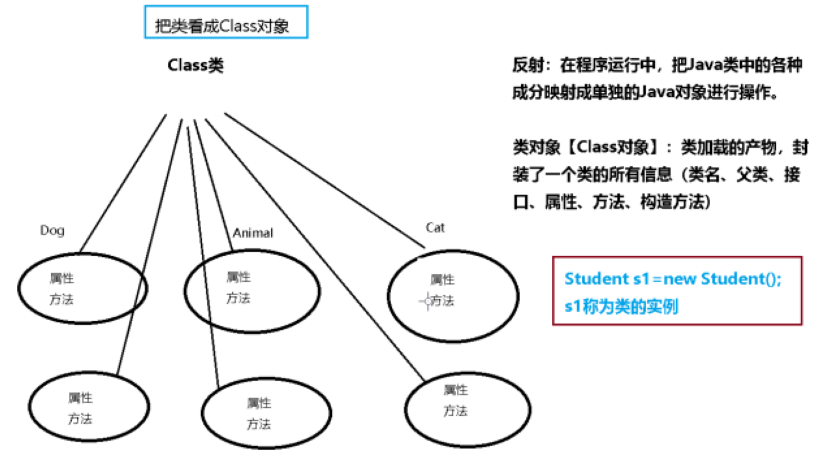 把类看成Class对象
Class类
反射：在程序运行中，把Java类中的各种
成分映射成单独的Java对象进行操作。
类对象【Class对象】：类加载的产物，封
装了一个类的所有信息（类名、父类、接
口、属性、方法、构造方法）
Dog
Animal
Cat
属性
方法
属性
方法
属性
方法
Student s1=new Student();
s1称为类的实例
属性
方法
属性
方法
属性
方法